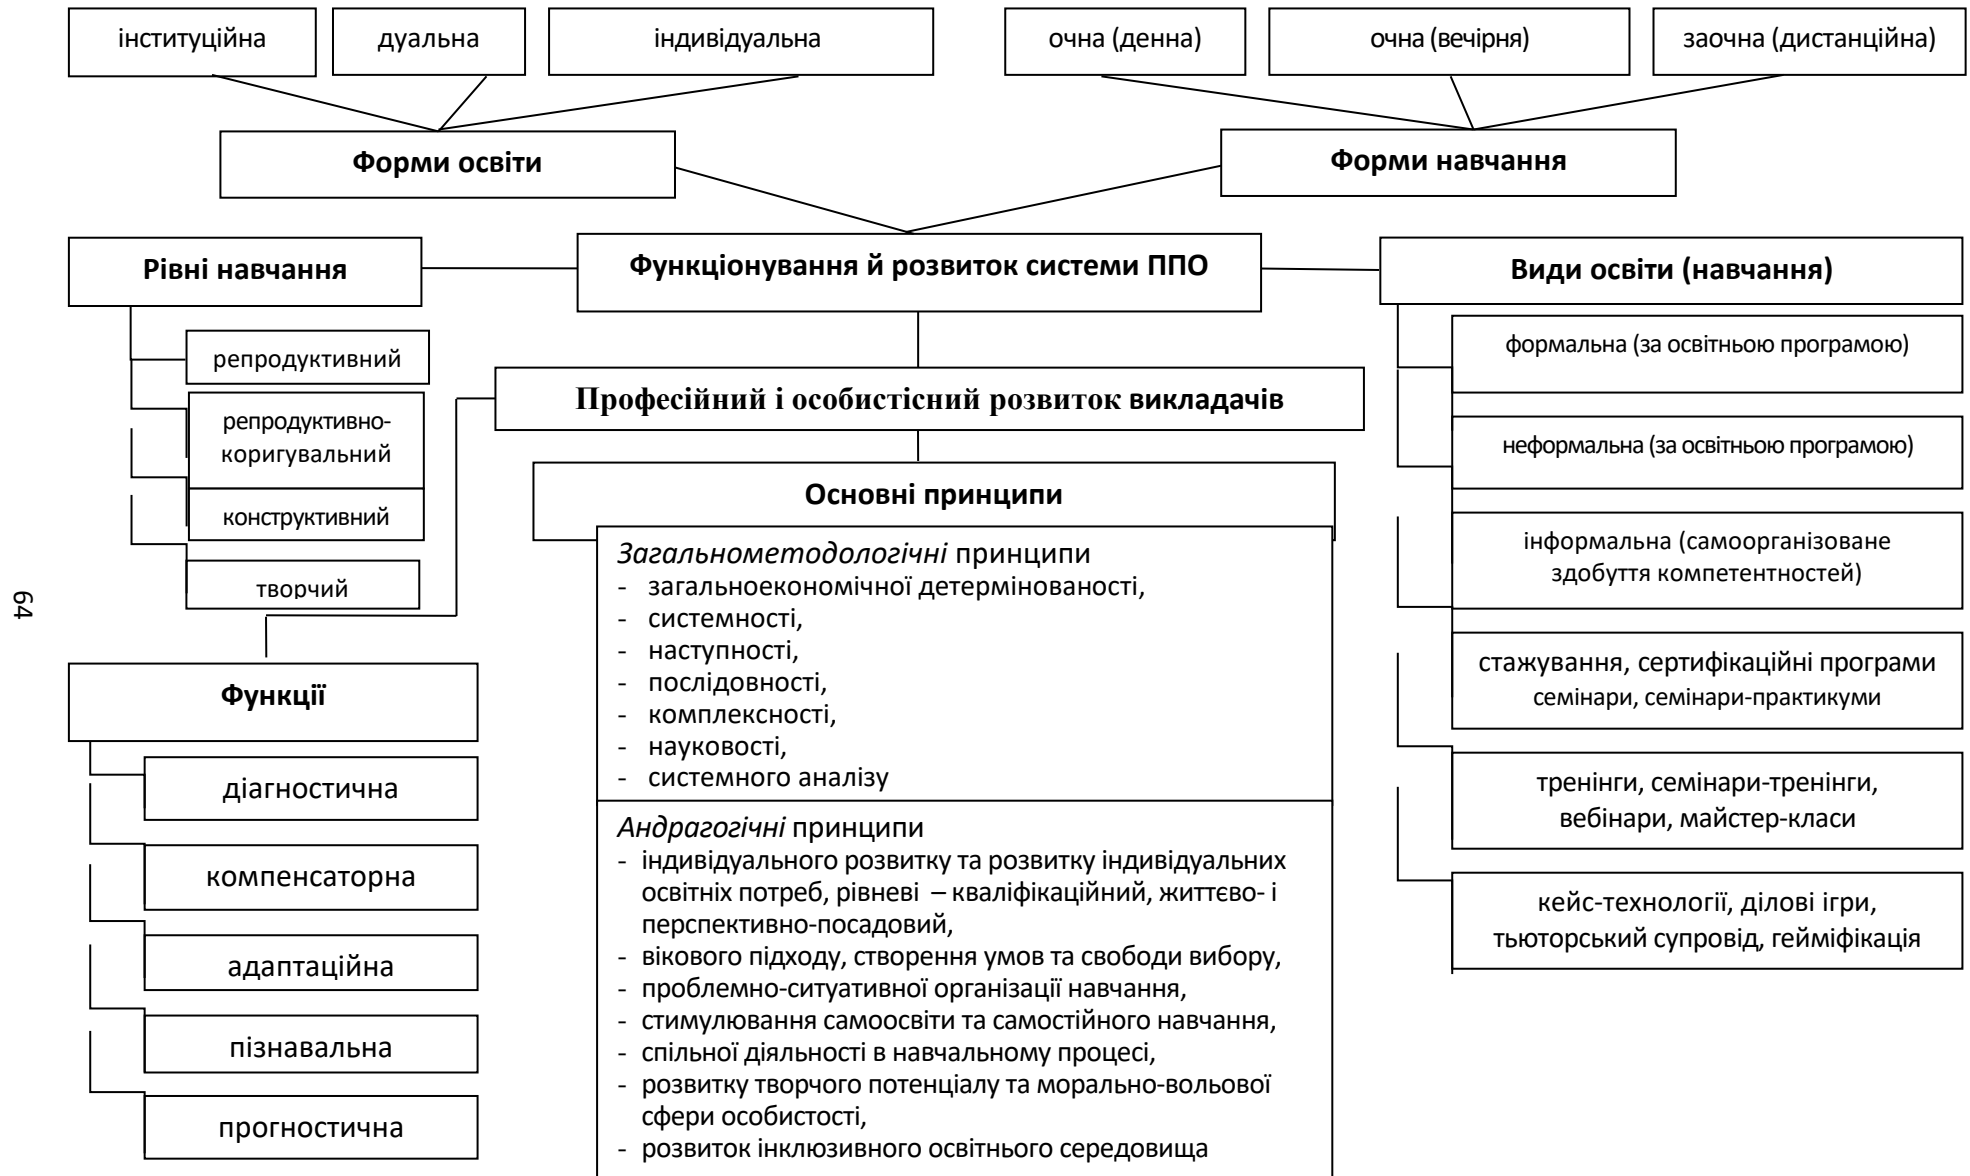 інституційна
дуальна
індивідуальна
очна (денна)
очна (вечірня)
заочна (дистанційна)
Форми освіти
Форми навчання
Рівні навчання
Функціонування й розвиток системи ППО
Види освіти (навчання)
репродуктивний
репродуктивно-
коригувальний
конструктивний
творчий
Професійний і особистісний розвиток викладачів
Основні принципи
Загальнометодологічні принципи
- загальноекономічної детермінованості,
- системності,
- наступності,
- послідовності,
- комплексності,
- науковості,
- системного аналізу
Андрагогічні принципи
- індивідуального розвитку та розвитку індивідуальних
освітніх потреб, рівневі – кваліфікаційний, життєво- і
перспективно-посадовий,
- вікового підходу, створення умов та свободи вибору,
- проблемно-ситуативної організації навчання,
- стимулювання самоосвіти та самостійного навчання,
- спільної діяльності в навчальному процесі,
- розвитку творчого потенціалу та морально-вольової
сфери особистості,
- розвиток інклюзивного освітнього середовища
формальна (за освітньою програмою)
неформальна (за освітньою програмою)
інформальна (самоорганізоване
здобуття компетентностей)
стажування, сертифікаційні програми
семінари, семінари-практикуми
тренінги, семінари-тренінги,
вебінари, майстер-класи
кейс-технології, ділові ігри,
тьюторський супровід, гейміфікація
Функції
діагностична
компенсаторна
адаптаційна
пізнавальна
прогностична
64